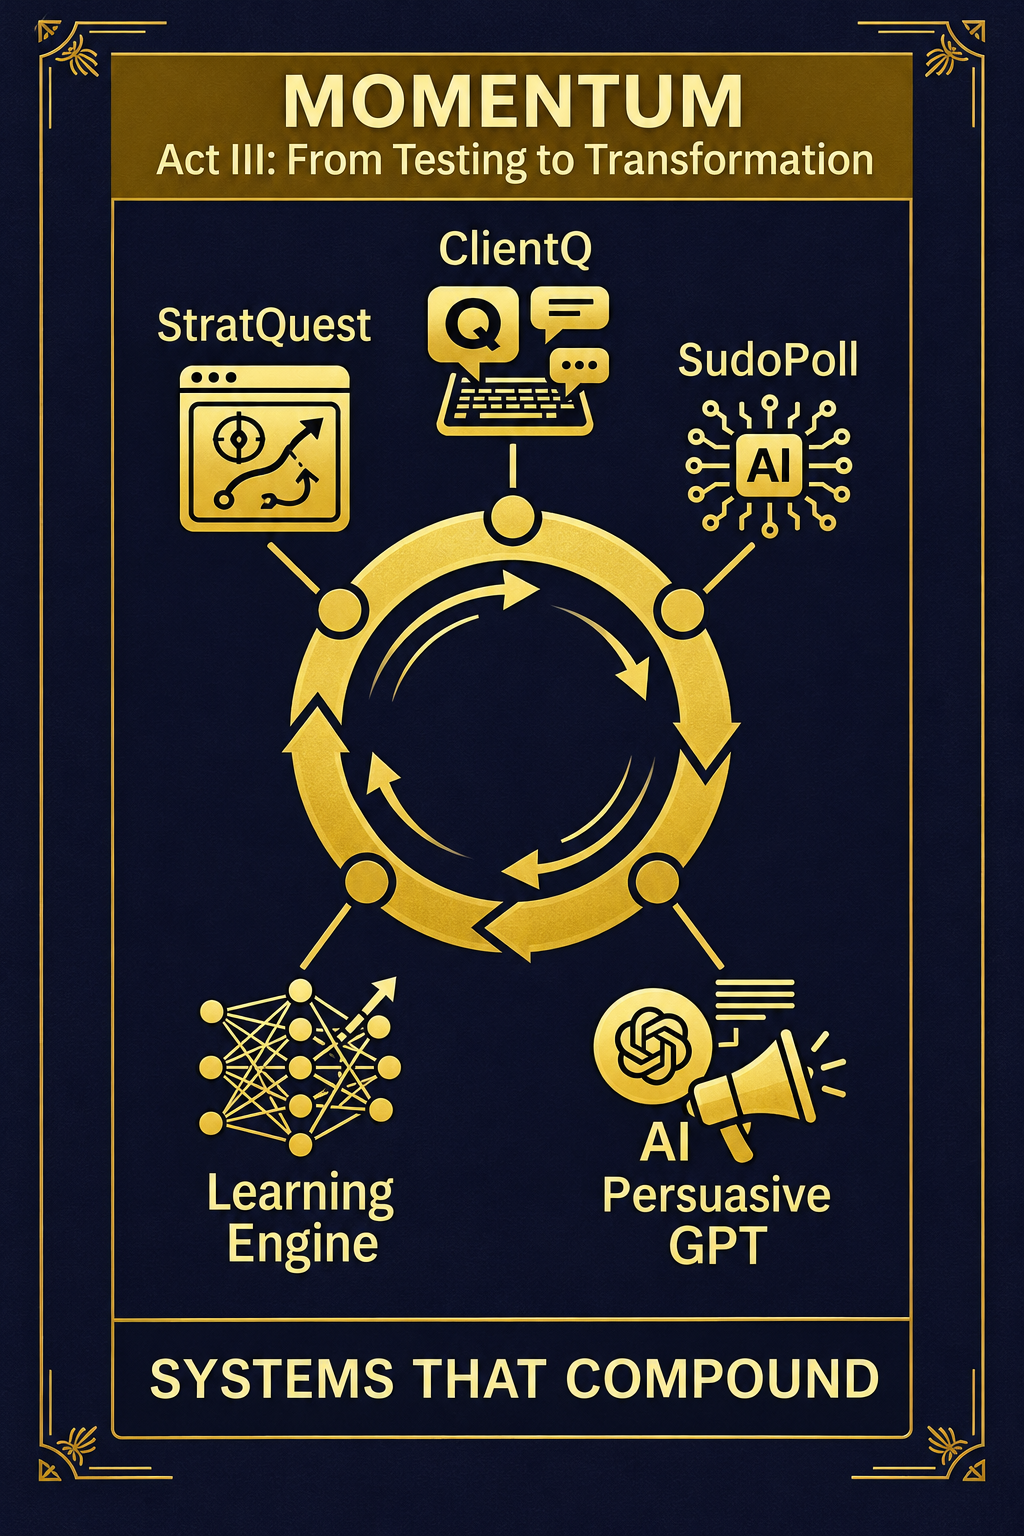 MOMENTUM
Act III: From Testing to Transformation
ClientQ
StratQuest
Q
SudoPoll
AI
Learning
Engine
AI
Persuasive
GPT
SYSTEMS THAT COMPOUND